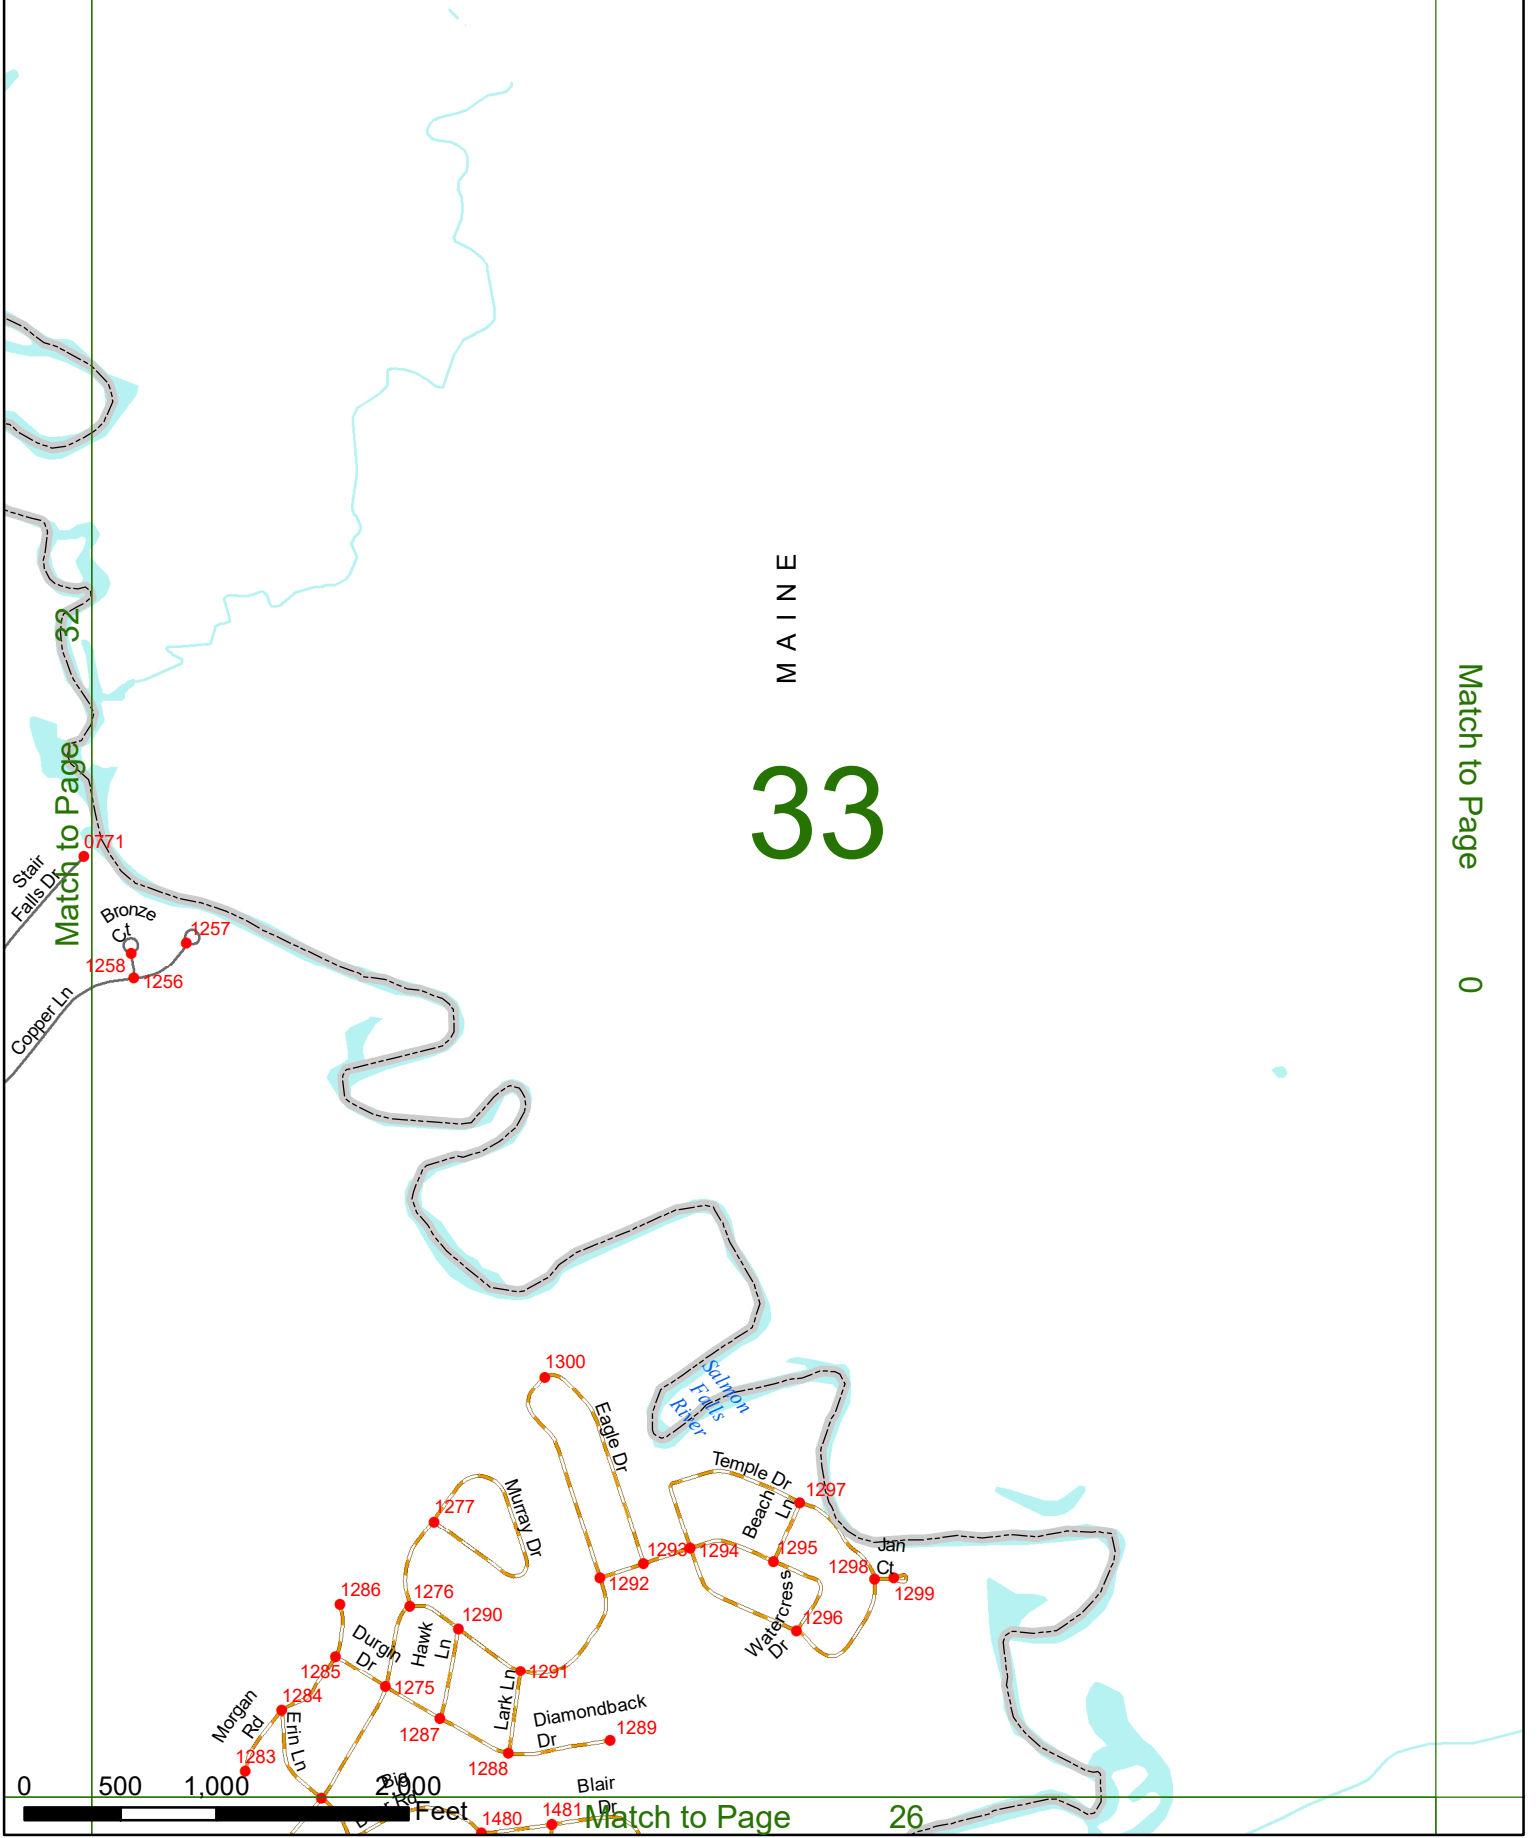 MAINE
33
Match to Page 32
Match to Page 0
0771
Stair
Falls Dr
Bronze
Ct
1257
1258
1256
Copper Ln
Salmon
Falls
River
1300
Eagle Dr
Temple Dr
1297
Beach
Ln
1277
Murray Dr
1293
1294
1295
1298
Jan
Ct
1299
1292
1286
1276
1290
Hawk
Ln
Watercress
Dr
1296
Durgin
Dr
1285
1275
1291
Lark Ln
1284
Morgan
Rd
Erin Ln
1287
Diamondback
Dr
1289
1283
1288
0 500 1,000 2,000
Feet
Big
Rd
Blair
Dr
1480
1481
Match to Page 26